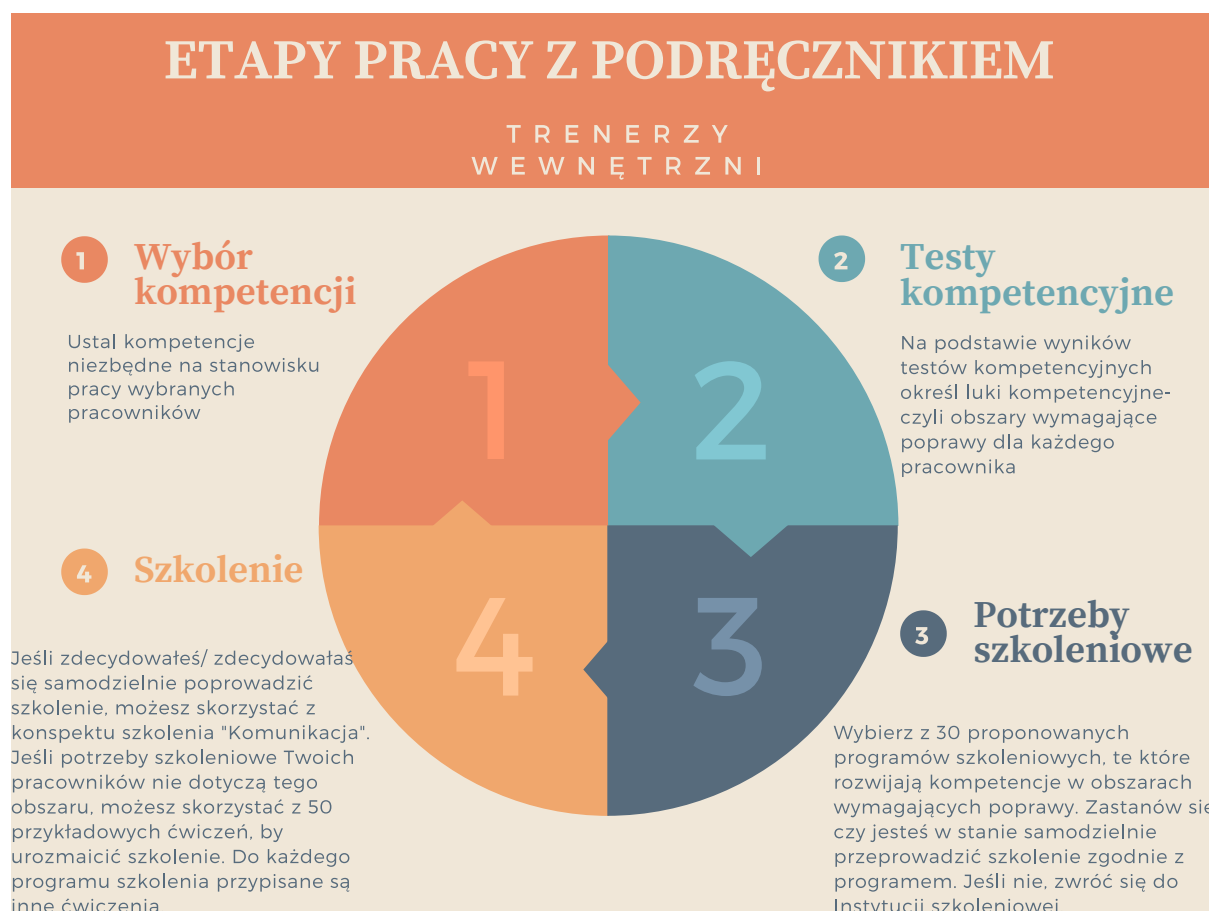 ETAPY PRACY Z PODRĘCZNIKIEM
TRENERZY
WEWNĘTRZNI
1
Wybór
kompetencji
Ustal kompetencje
niezbędne na stanowisku
pracy wybranych
pracowników
2
Testy
kompetencyjne
Na podstawie wyników
testów kompetencyjnych
określ luki kompetencyjne-
czyli obszary wymagające
poprawy dla każdego
pracownika
1
2
4
3
4
Szkolenie
Jeśli zdecydowałeś/ zdecydowałaś
się samodzielnie poprowadzić
szkolenie, możesz skorzystać z
konspektu szkolenia "Komunikacja".
Jeśli potrzeby szkoleniowe Twoich
pracowników nie dotyczą tego
obszaru, możesz skorzystać z 50
przykładowych ćwiczeń, by
urozmaicić szkolenie. Do każdego
programu szkolenia przypisane są
inne ćwiczenia
3
Potrzeby
szkoleniowe
Wybierz z 30 proponowanych
programów szkoleniowych, te które
rozwijają kompetencje w obszarach
wymagających poprawy. Zastanów się
czy jesteś w stanie samodzielnie
przeprowadzić szkolenie zgodnie z
programem. Jeśli nie, zwróć się do
Instytucji szkoleniowej